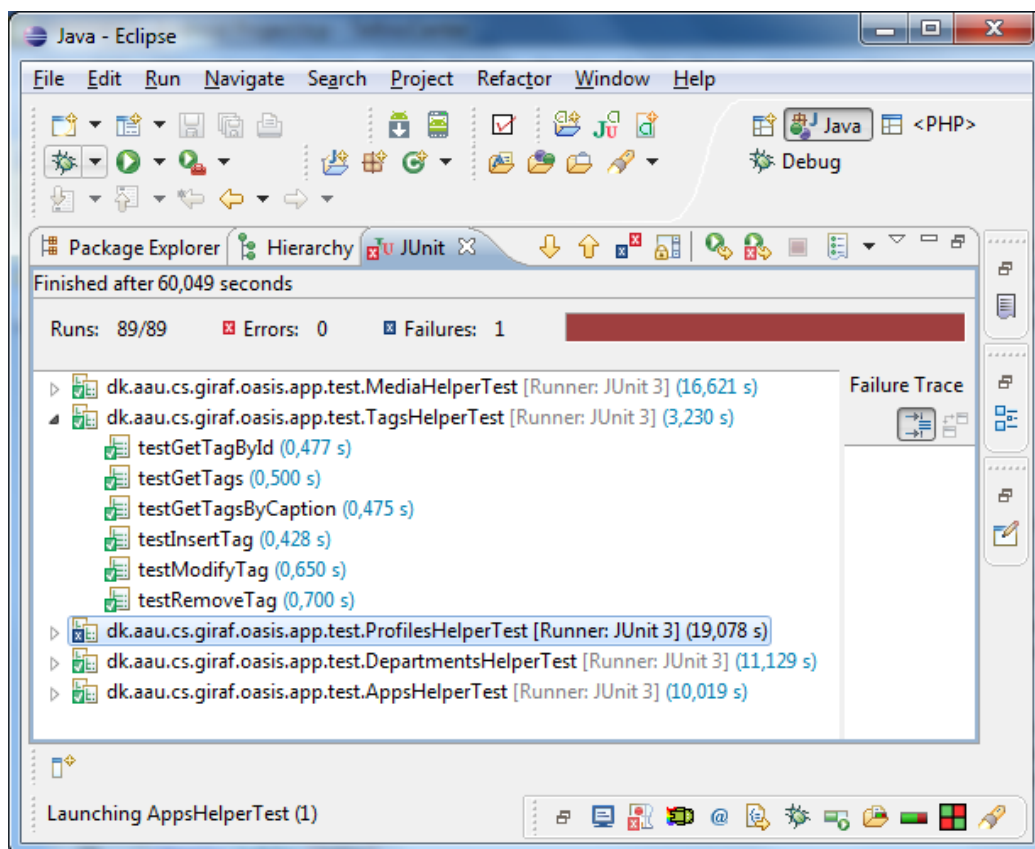 Java - Eclipse
File Edit Run Navigate Search Project Refactor Window Help
Java <PHP>
Debug
Package Explorer Hierarchy JUnit
Finished after 60,049 seconds
Runs: 89/89 Errors: 0 Failures: 1
dk.aau.cs.giraf.oasis.app.test.MediaHelperTest [Runner: JUnit 3] (16,621 s)
Failure Trace
dk.aau.cs.giraf.oasis.app.test.TagsHelperTest [Runner: JUnit 3] (3,230 s)
testGetTagById (0,477 s)
testGetTags (0,500 s)
testGetTagsByCaption (0,475 s)
testInsertTag (0,428 s)
testModifyTag (0,650 s)
testRemoveTag (0,700 s)
dk.aau.cs.giraf.oasis.app.test.ProfilesHelperTest [Runner: JUnit 3] (19,078 s)
dk.aau.cs.giraf.oasis.app.test.DepartmentsHelperTest [Runner: JUnit 3] (11,129 s)
dk.aau.cs.giraf.oasis.app.test.AppsHelperTest [Runner: JUnit 3] (10,019 s)
Launching AppsHelperTest (1)